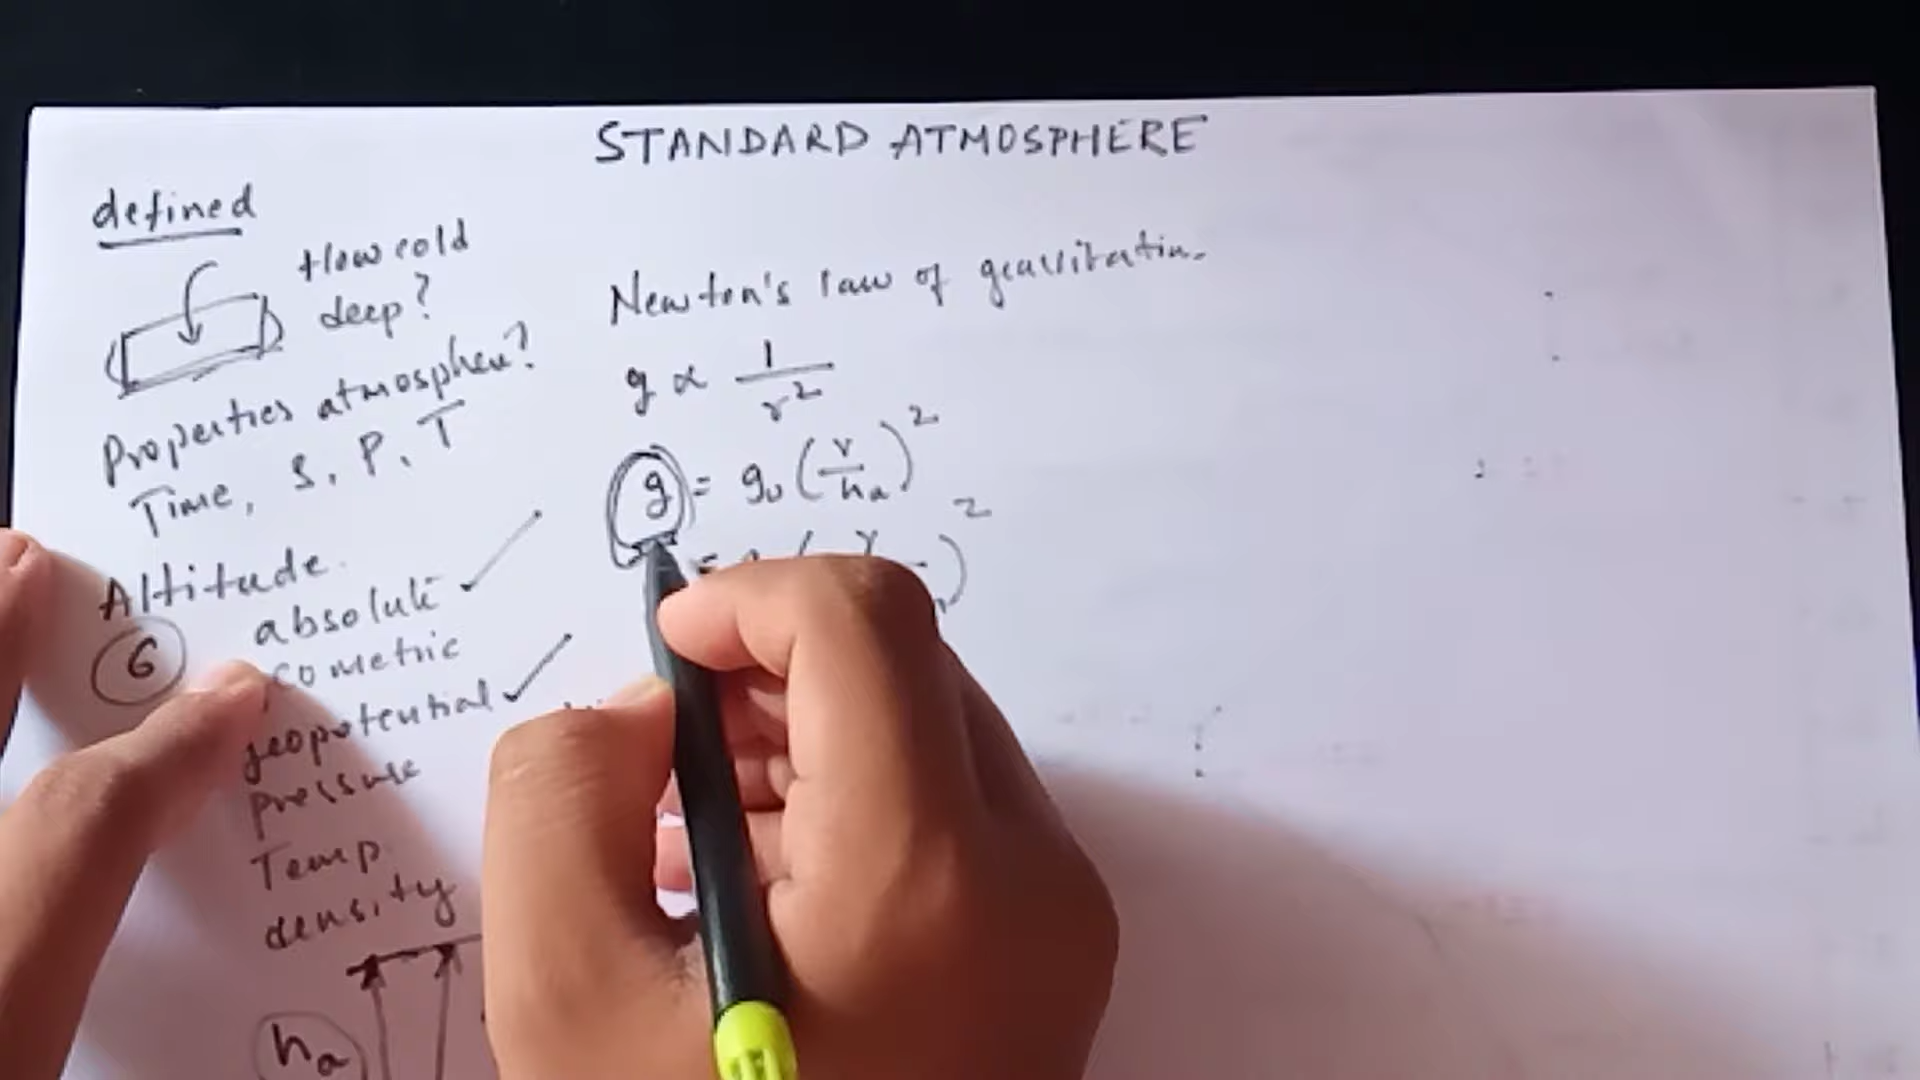 STANDARD ATMOSPHERE
defined
How cold
deep?
Properties atmosphere?
Time, S, P, T
Altitude.
6
absolute ✓
geopotential ✓
pressure
Temp.
density
ha
Newton's law of gravitation.
g ∝ 1/r²
g = g₀ (r/ha)²